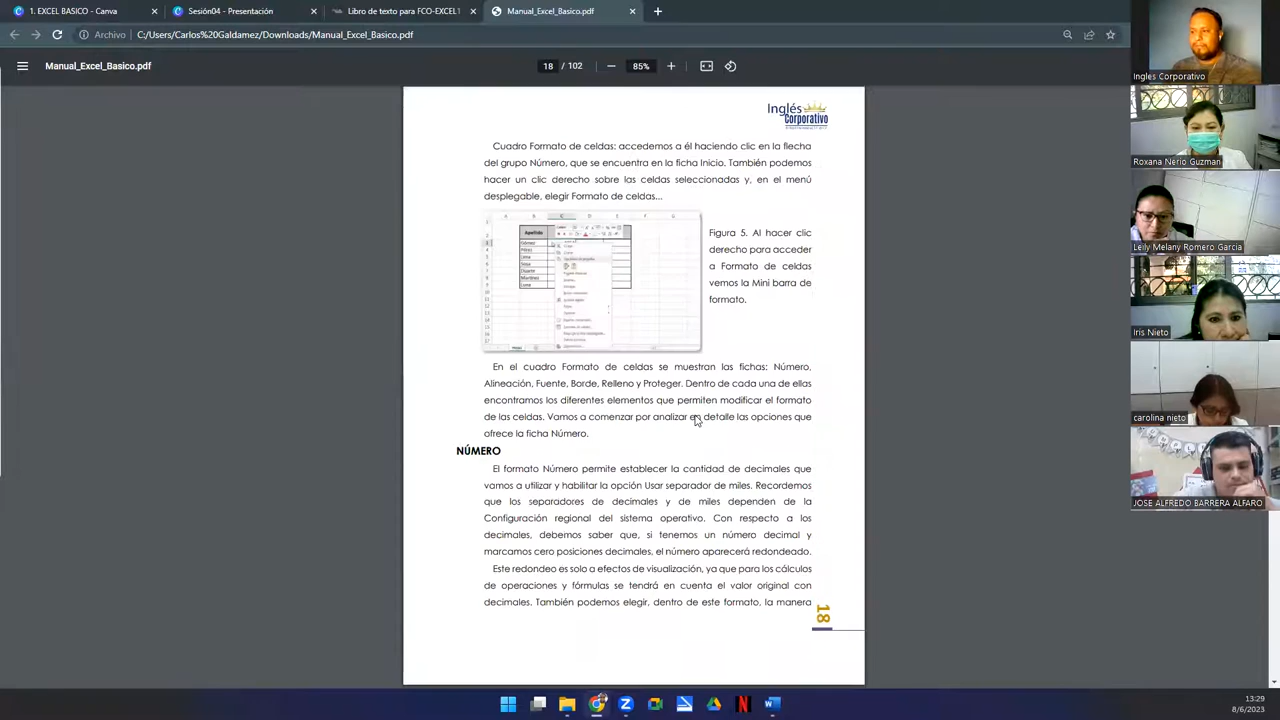 1. EXCEL BASICO - Canva
Sesión04 - Presentación
Libro de texto para FCO-EXCEL 1
Manual_Excel_Basico.pdf
Archivo
C:/Users/Carlos%20Galdamez/Downloads/Manual_Excel_Basico.pdf
Manual_Excel_Basico.pdf
18 / 102
85%
Inglés
Corporativo
Cuadro Formato de celdas: accedemos a él haciendo clic en la flecha
del grupo Número, que se encuentra en la ficha Inicio. También podemos
hacer un clic derecho sobre las celdas seleccionadas y, en el menú
desplegable, elegir Formato de celdas...
Apellido
Gómez
Pérez
Luna
Sosa
Duarte
Martínez
Luna
Figura 5. Al hacer clic
derecho para acceder
a Formato de celdas
vemos la Mini barra de
formato.
En el cuadro Formato de celdas se muestran las fichas: Número,
Alineación, Fuente, Borde, Relleno y Proteger. Dentro de cada una de ellas
encontramos los diferentes elementos que permiten modificar el formato
de las celdas. Vamos a comenzar por analizar en detalle las opciones que
ofrece la ficha Número.
NÚMERO
El formato Número permite establecer la cantidad de decimales que
vamos a utilizar y habilitar la opción Usar separador de miles. Recordemos
que los separadores de decimales y de miles dependen de la
Configuración regional del sistema operativo. Con respecto a los
decimales, debemos saber que, si tenemos un número decimal y
marcamos cero posiciones decimales, el número aparecerá redondeado.
Este redondeo es solo a efectos de visualización, ya que para los cálculos
de operaciones y fórmulas se tendrá en cuenta el valor original con
decimales. También podemos elegir, dentro de este formato, la manera
18
Ingles Corporativo
Roxana Nerio Guzman
Leily Melany Romero Garcia
Iris Nieto
carolina nieto
JOSE ALFREDO BARRERA ALFARO
13:29
8/6/2023